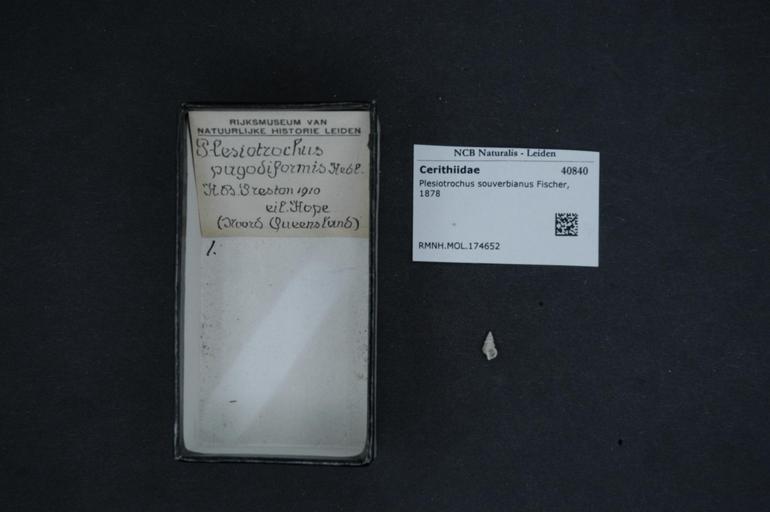 RIJKSMUSEUM VAN
NATUURLIJKE HISTORIE LEIDEN
Plesiotrochus
pagodiformis Hedl.
H.B. Preston 1910
eil. Hope
(Noord Queensland)
1.
NCB Naturalis - Leiden
Cerithiidae 40840
Plesiotrochus souverbianus Fischer,
1878
RMNH.MOL.174652